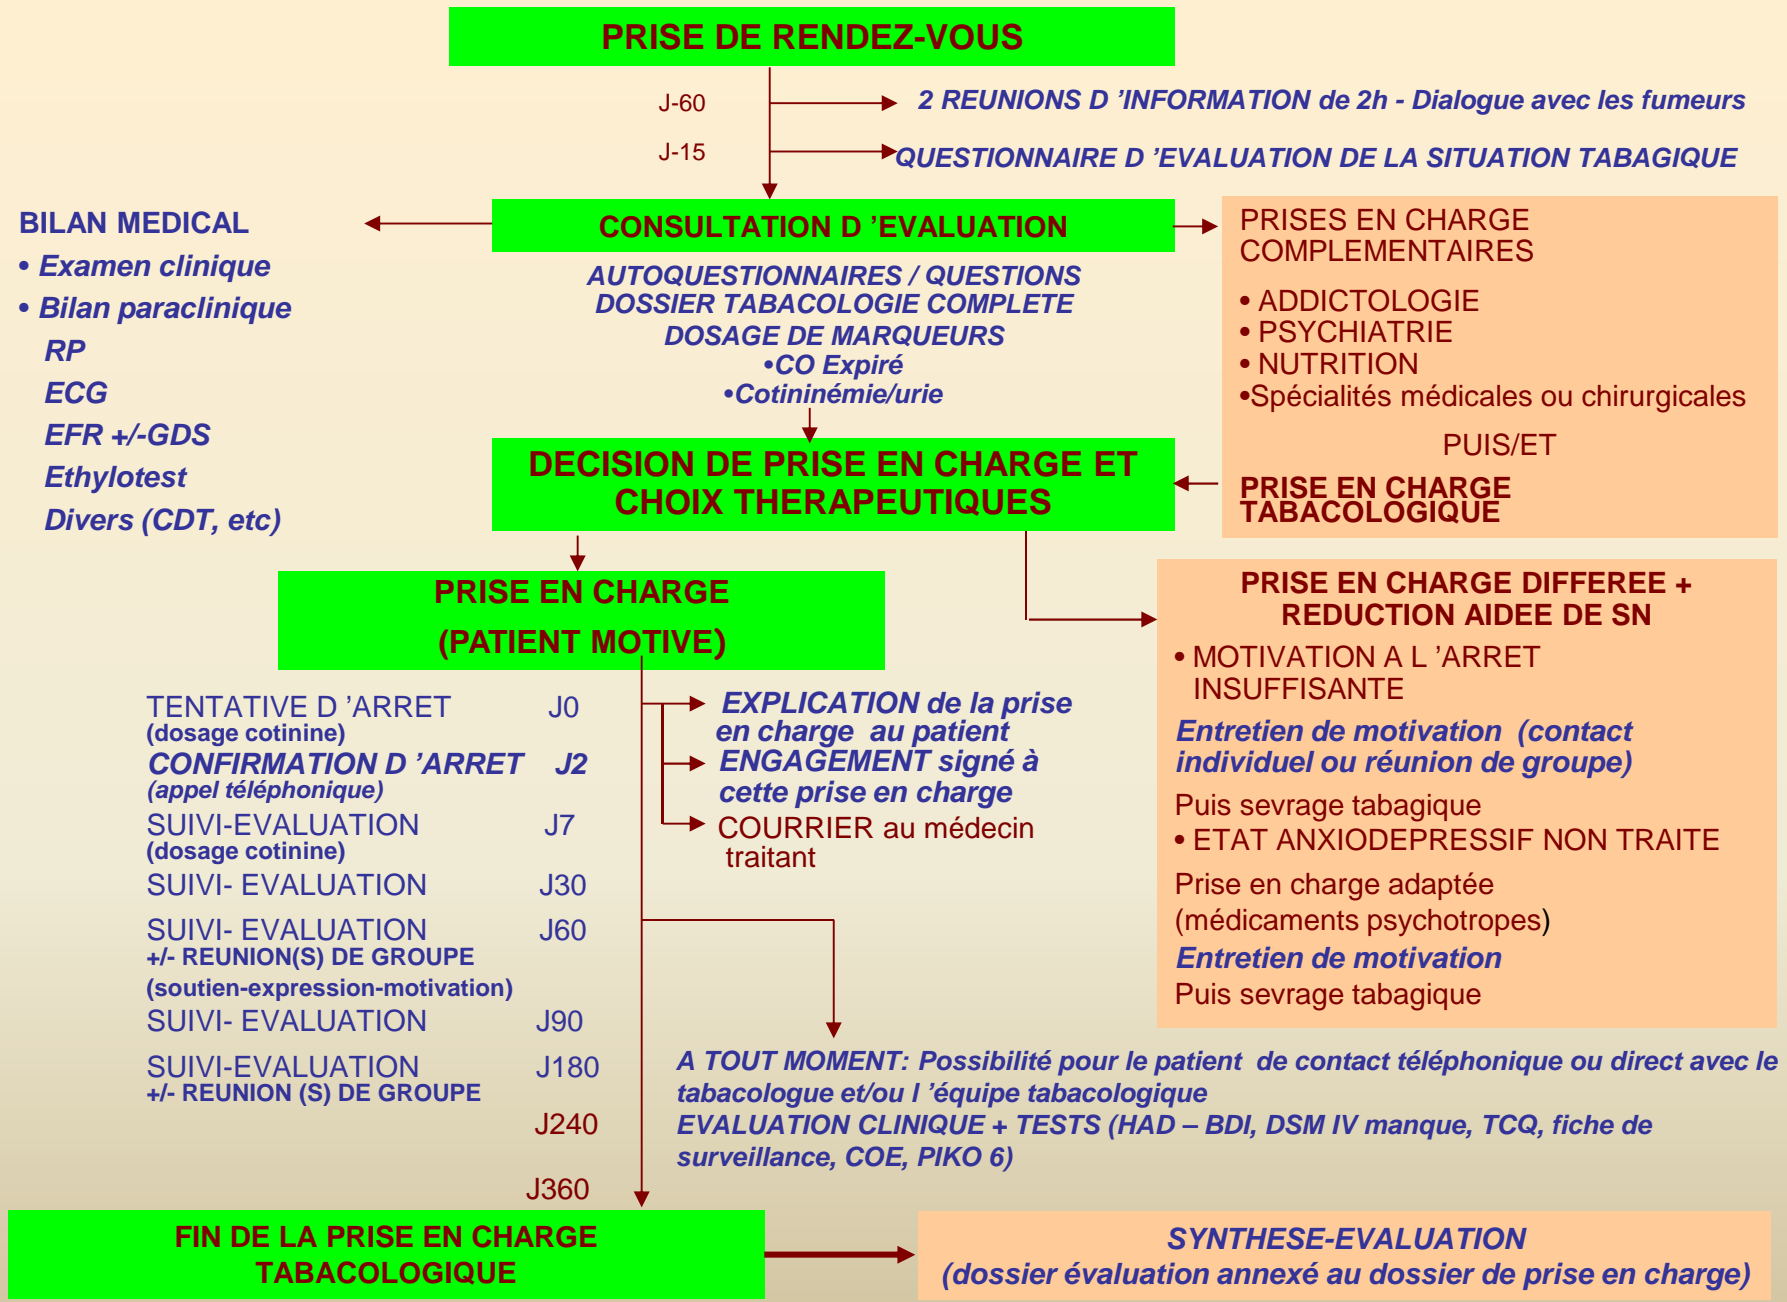 PRISE DE RENDEZ-VOUS
J-60
2 REUNIONS D ’INFORMATION de 2h - Dialogue avec les fumeurs
J-15
QUESTIONNAIRE D ’EVALUATION DE LA SITUATION TABAGIQUE
CONSULTATION D ’EVALUATION
BILAN MEDICAL
• Examen clinique
• Bilan paraclinique
RP
ECG
EFR +/-GDS
Ethylotest
Divers (CDT, etc)
AUTOQUESTIONNAIRES / QUESTIONS
DOSSIER TABACOLOGIE COMPLETE
DOSAGE DE MARQUEURS
•CO Expiré
•Cotininémie/urie
PRISES EN CHARGE
COMPLEMENTAIRES
• ADDICTOLOGIE
• PSYCHIATRIE
• NUTRITION
•Spécialités médicales ou chirurgicales
PUIS/ET
PRISE EN CHARGE
TABACOLOGIQUE
DECISION DE PRISE EN CHARGE ET
CHOIX THERAPEUTIQUES
PRISE EN CHARGE
(PATIENT MOTIVE)
PRISE EN CHARGE DIFFEREE +
REDUCTION AIDEE DE SN
• MOTIVATION A L ’ARRET
INSUFFISANTE
Entretien de motivation (contact
individuel ou réunion de groupe)
Puis sevrage tabagique
• ETAT ANXIODEPRESSIF NON TRAITE
Prise en charge adaptée
(médicaments psychotropes)
Entretien de motivation
Puis sevrage tabagique
TENTATIVE D ’ARRET J0
(dosage cotinine)
CONFIRMATION D ’ARRET J2
(appel téléphonique)
SUIVI-EVALUATION J7
(dosage cotinine)
SUIVI- EVALUATION J30
SUIVI- EVALUATION J60
+/- REUNION(S) DE GROUPE
(soutien-expression-motivation)
SUIVI- EVALUATION J90
SUIVI-EVALUATION J180
+/- REUNION (S) DE GROUPE
J240
J360
EXPLICATION de la prise
en charge au patient
ENGAGEMENT signé à
cette prise en charge
COURRIER au médecin
traitant
A TOUT MOMENT: Possibilité pour le patient de contact téléphonique ou direct avec le
tabacologue et/ou l ’équipe tabacologique
EVALUATION CLINIQUE + TESTS (HAD – BDI, DSM IV manque, TCQ, fiche de
surveillance, COE, PIKO 6)
FIN DE LA PRISE EN CHARGE
TABACOLOGIQUE
SYNTHESE-EVALUATION
(dossier évaluation annexé au dossier de prise en charge)